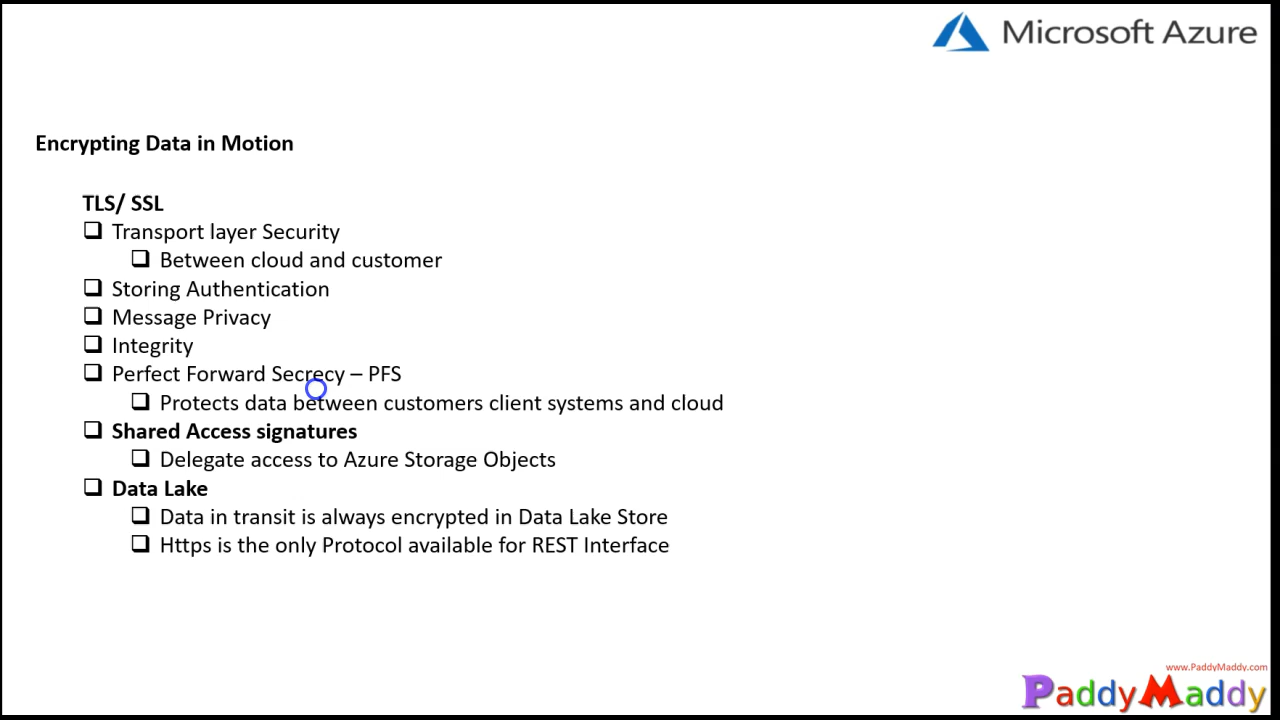 Microsoft Azure
Encrypting Data in Motion
TLS/ SSL
Transport layer Security
Between cloud and customer
Storing Authentication
Message Privacy
Integrity
Perfect Forward Secrecy – PFS
Protects data between customers client systems and cloud
Shared Access signatures
Delegate access to Azure Storage Objects
Data Lake
Data in transit is always encrypted in Data Lake Store
Https is the only Protocol available for REST Interface
www.PaddyMaddy.com
PaddyMaddy